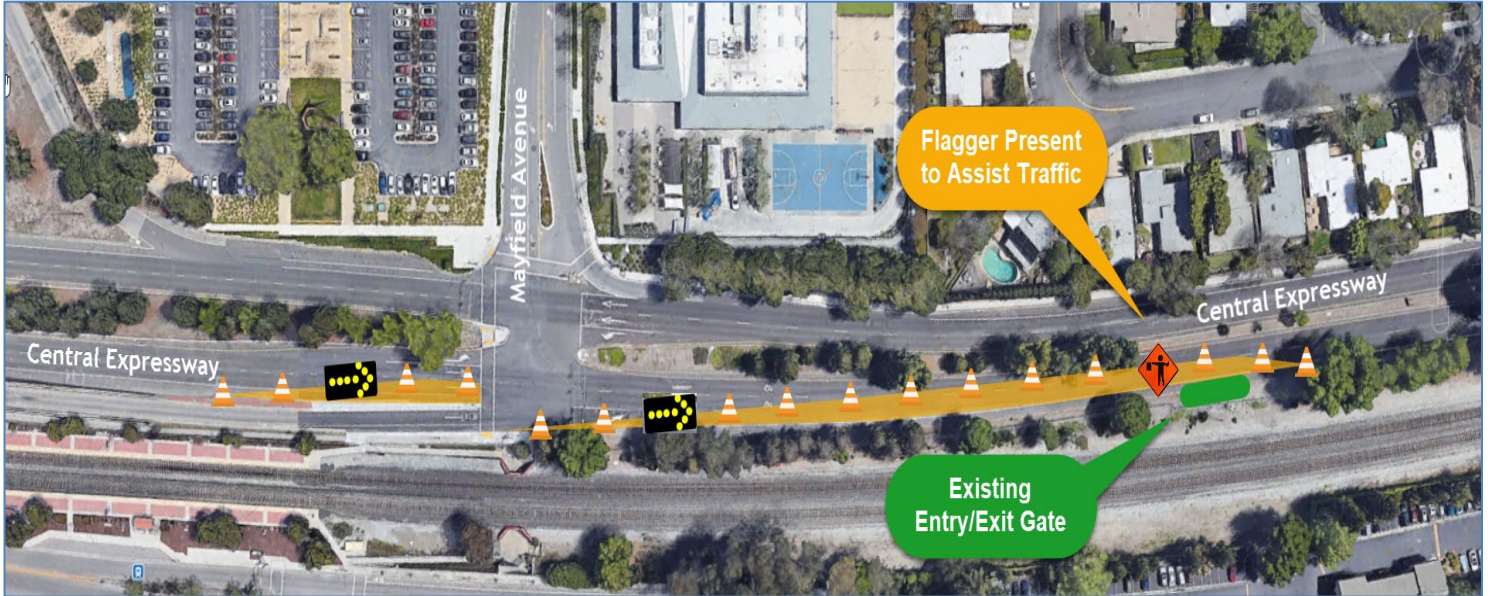 Mayfield Avenue
Flagger Present
to Assist Traffic
Central Expressway
Central Expressway
Existing
Entry/Exit Gate